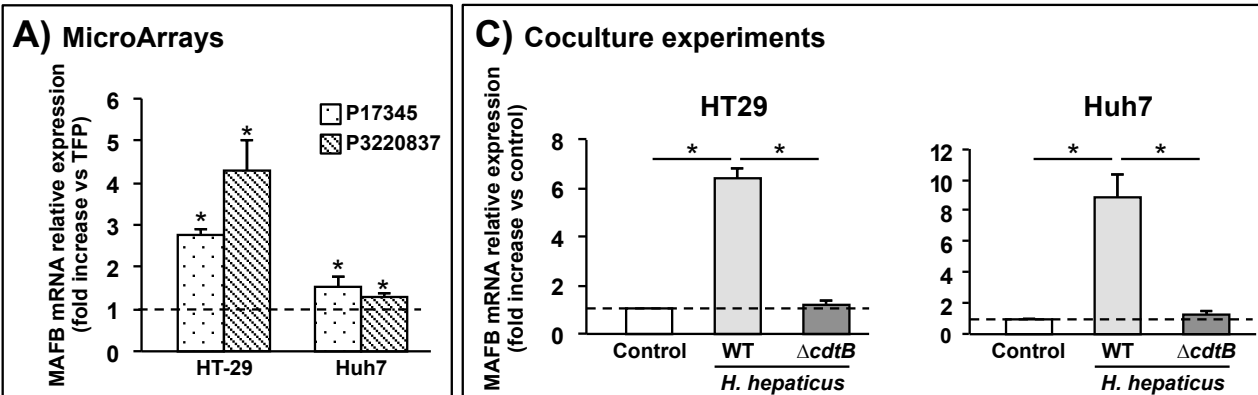 A) MicroArrays
MAFB mRNA relative expression
(fold increase vs TFP)
6
5
4
3
2
1
0
P17345
P3220837
*
*
*
*
HT-29
Huh7
C) Coculture experiments
MAFB mRNA relative expression
(fold increase vs control)
HT29
8
6
4
2
0
*
*
Control
WT
ΔcdtB
H. hepaticus
Huh7
12
10
8
6
4
2
0
*
*
Control
WT
ΔcdtB
H. hepaticus